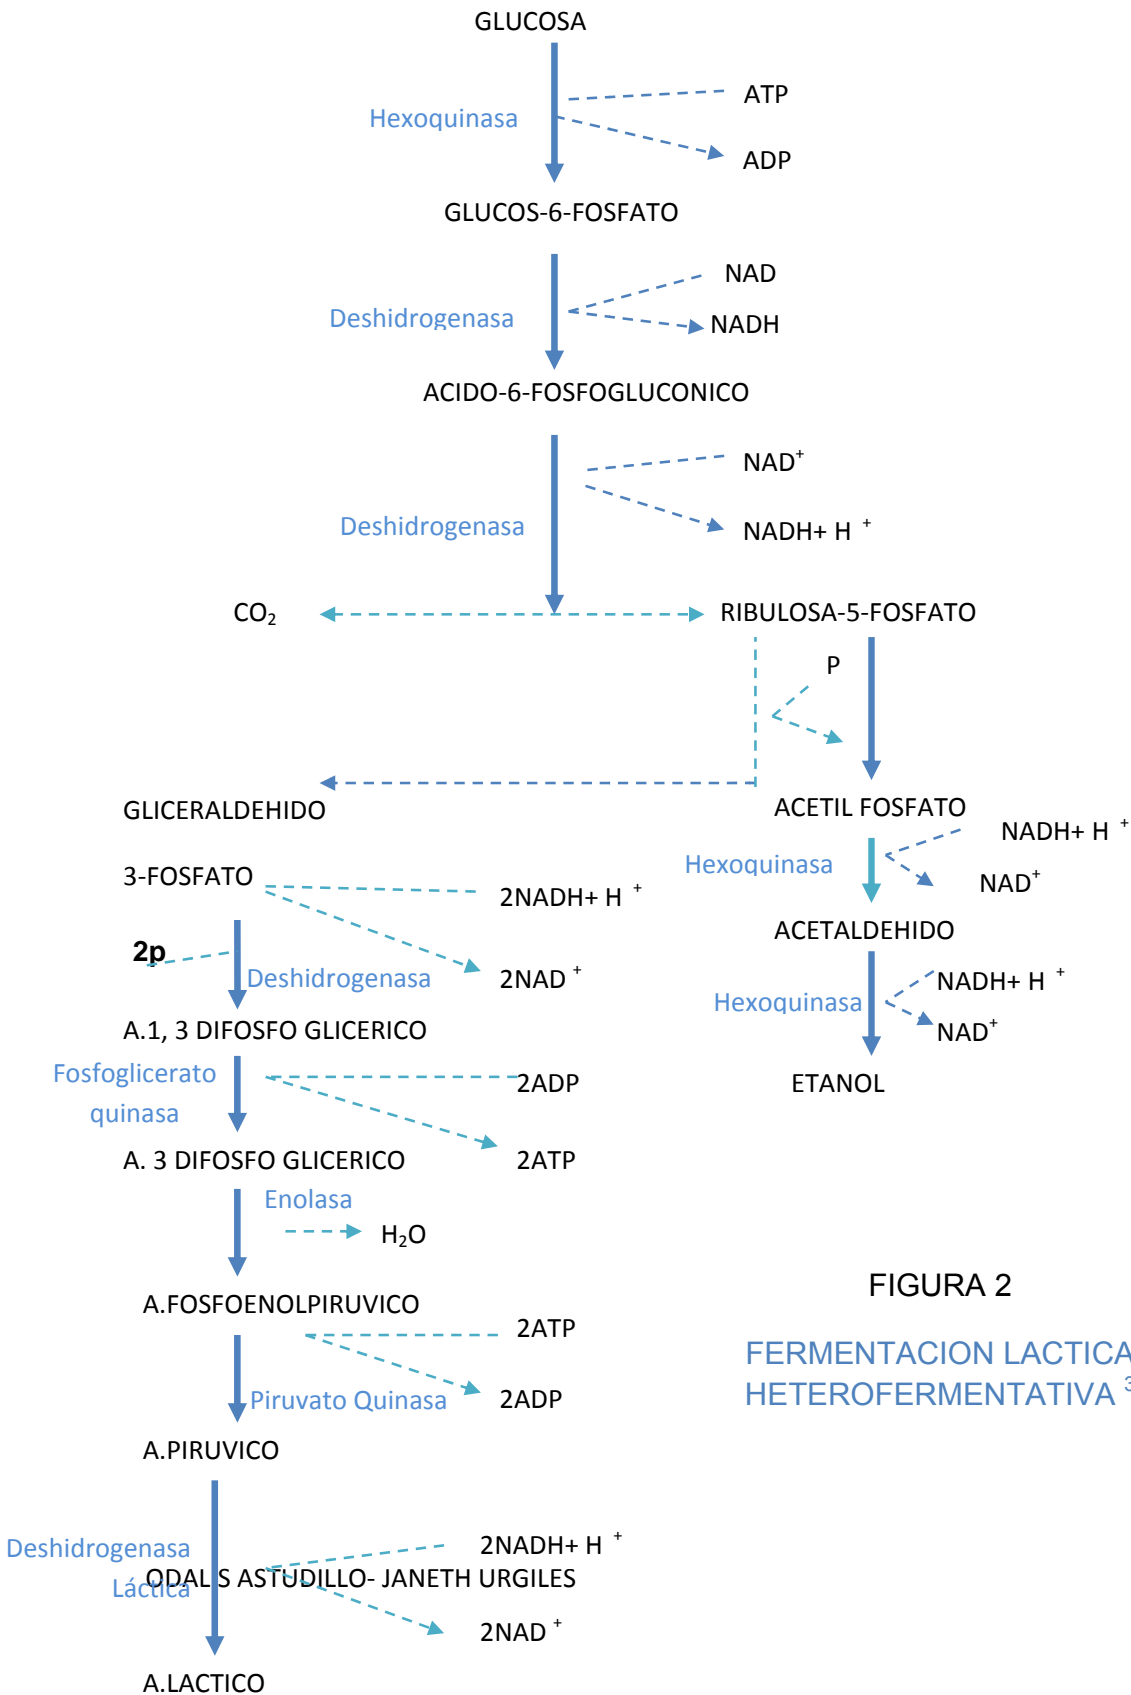 GLUCOSA
ATP
Hexoquinasa
ADP
GLUCOS-6-FOSFATO
NAD
Deshidrogenasa
NADH
ACIDO-6-FOSFOGLUCONICO
NAD⁺
Deshidrogenasa
NADH+ H ⁺
CO₂
RIBULOSA-5-FOSFATO
P
GLICERALDEHIDO
3-FOSFATO
ACETIL FOSFATO
NADH+ H ⁺
Hexoquinasa
NAD⁺
2NADH+ H ⁺
2p
Deshidrogenasa
2NAD ⁺
ACETALDEHIDO
NADH+ H ⁺
Hexoquinasa
NAD⁺
ETANOL
A.1, 3 DIFOSFO GLICERICO
Fosfoglicerato
quinasa
2ADP
2ATP
A. 3 DIFOSFO GLICERICO
Enolasa
H₂O
A.FOSFOENOLPIRUVICO
2ATP
Piruvato Quinasa
2ADP
FIGURA 2
FERMENTACION LACTICA
HETEROFERMENTATIVA ³
A.PIRUVICO
Deshidrogenasa
Láctica
2NADH+ H ⁺
ODALIS ASTUDILLO- JANETH URGILES
2NAD ⁺
A.LACTICO